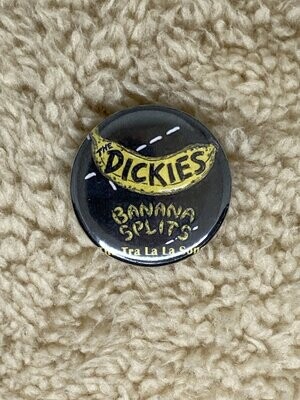 THE
DICKIES
BANANA
SPLITS
Tra La La Song